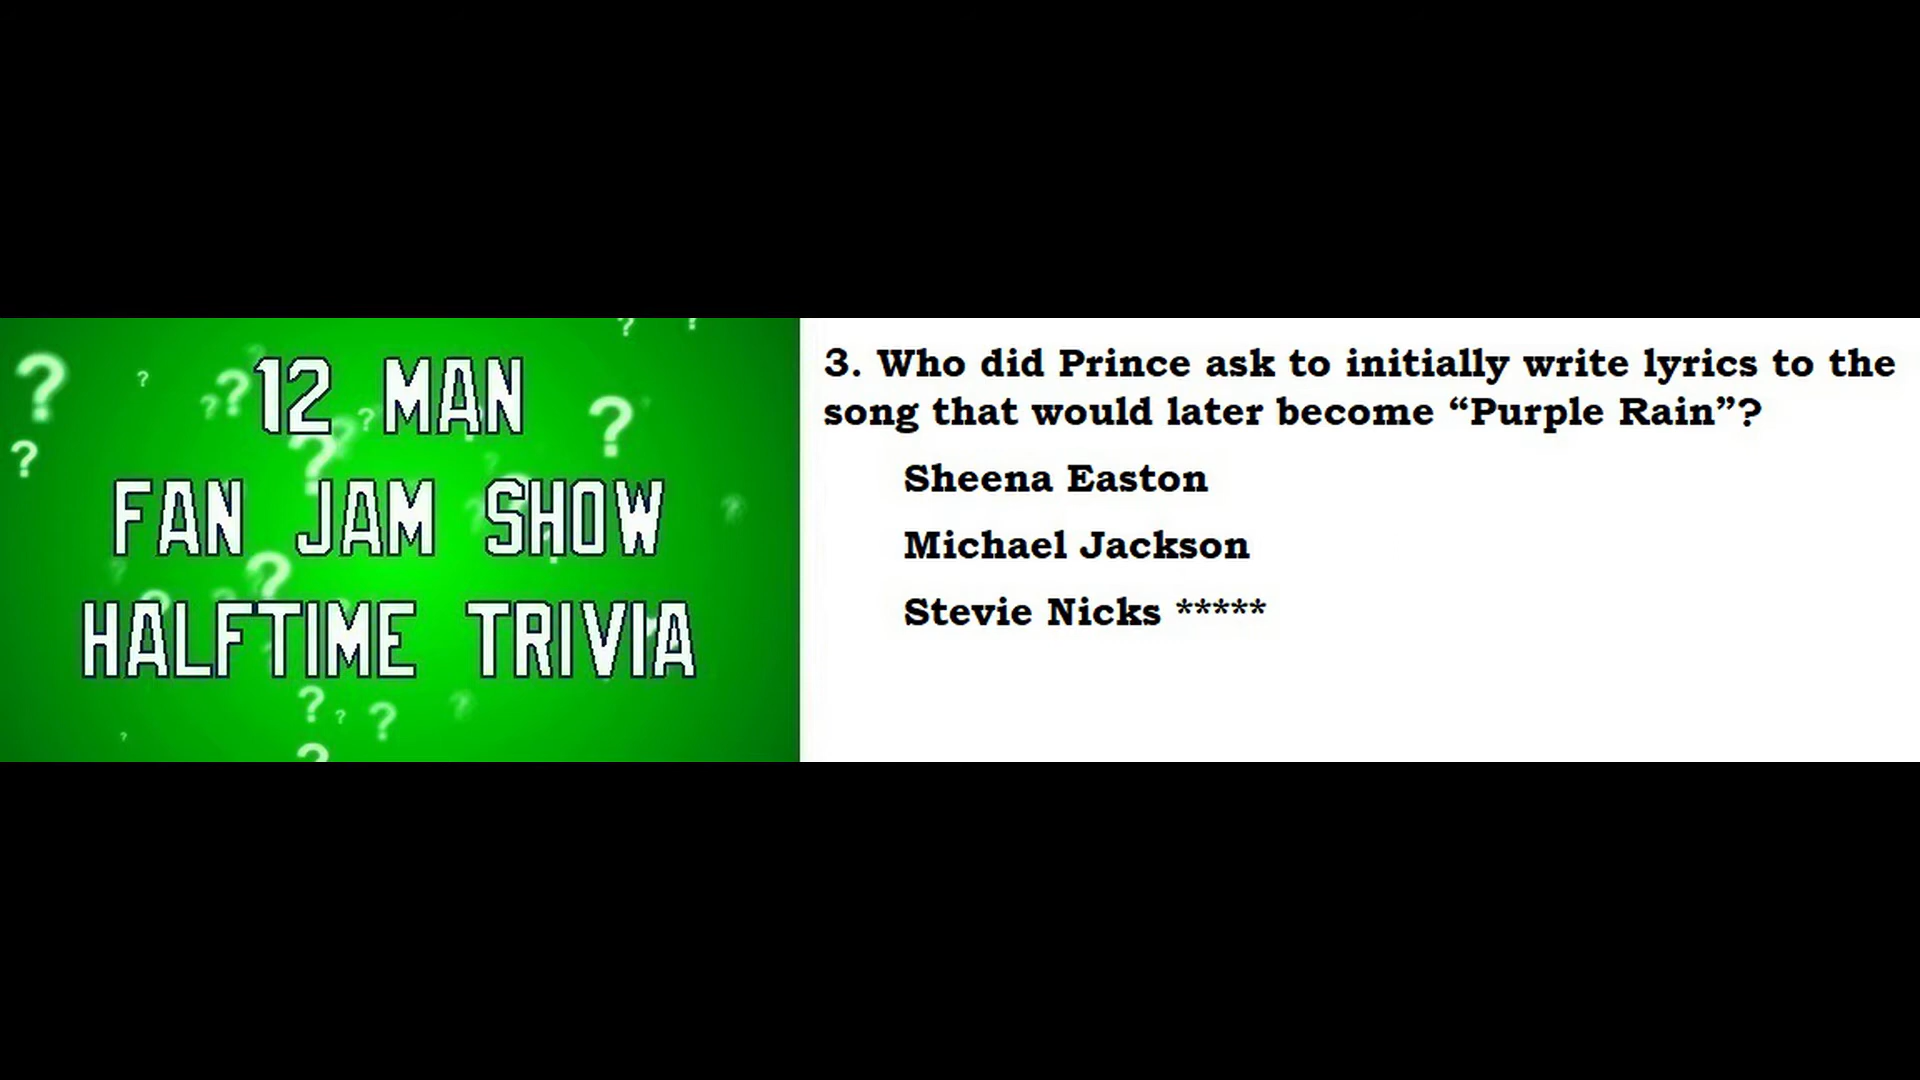 12 MAN
FAN JAM SHOW
HALFTIME TRIVIA
3. Who did Prince ask to initially write lyrics to the
song that would later become “Purple Rain”?
Sheena Easton
Michael Jackson
Stevie Nicks *****